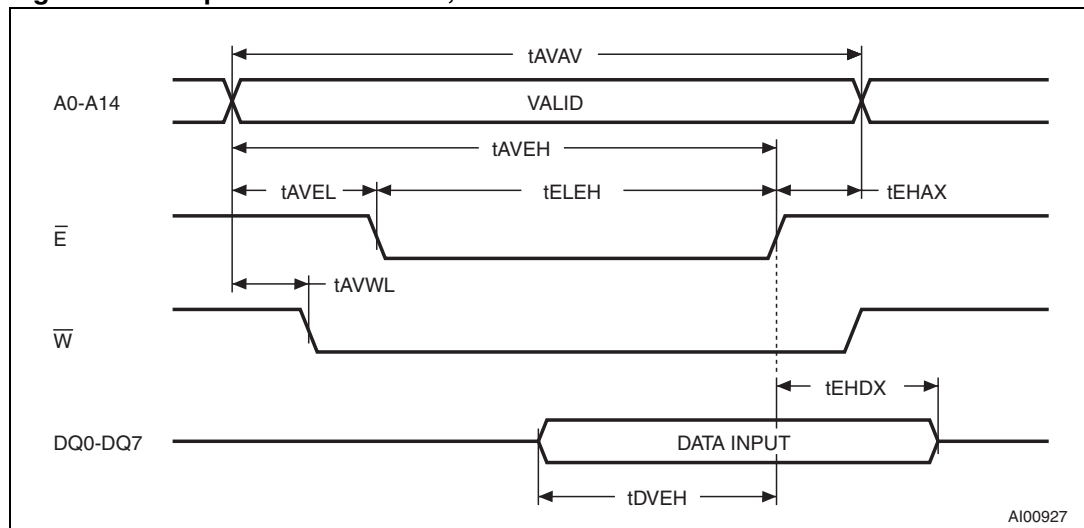 tAVAV
A0-A14
VALID
tAVEH
tAVEL
tELEH
tEHAX
E̅
tAVWL
W̅
tEHDX
DQ0-DQ7
DATA INPUT
tDVEH
AI00927